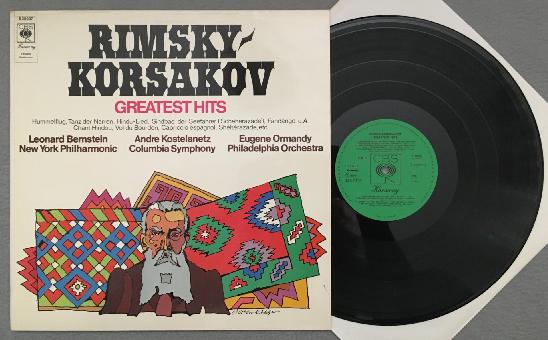 CBS
RIMSKY-
KORSAKOV
GREATEST HITS
Hummelflug, Tanz der Narren, Hindu-Lied, Sindbad der Seefahrer (Scheherazade), Fandango u.A.
Chant Hindou, Vol du Bourdon, Capriccio espagnol, Shéhérazade, etc.
Leonard Bernstein
New York Philharmonic
Andre Kostelanetz
Columbia Symphony
Eugene Ormandy
Philadelphia Orchestra
CBS
Harmony